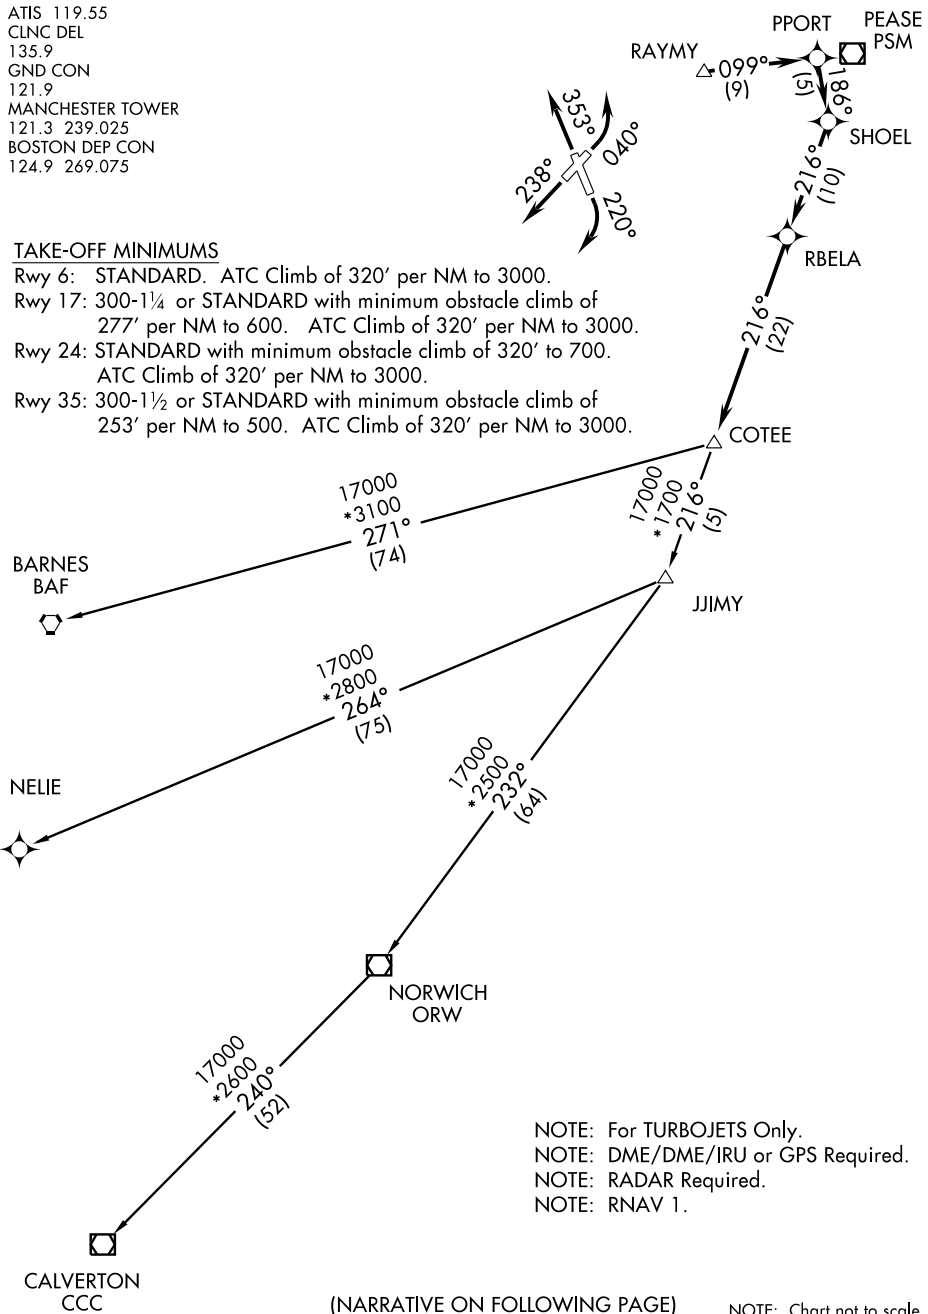 ATIS 119.55
CLNC DEL
135.9
GND CON
121.9
MANCHESTER TOWER
121.3 239.025
BOSTON DEP CON
124.9 269.075
PPORT
PEASE
PSM
RAYMY
099°
(9)
(5)
186°
SHOEL
353°
040°
238°
220°
216°
(10)
RBELA
TAKE-OFF MINIMUMS
Rwy 6: STANDARD. ATC Climb of 320' per NM to 3000.
Rwy 17: 300-1¼ or STANDARD with minimum obstacle climb of
277' per NM to 600. ATC Climb of 320' per NM to 3000.
Rwy 24: STANDARD with minimum obstacle climb of 320' to 700.
ATC Climb of 320' per NM to 3000.
Rwy 35: 300-1½ or STANDARD with minimum obstacle climb of
253' per NM to 500. ATC Climb of 320' per NM to 3000.
216°
(22)
COTEE
17000
*3100
271°
(74)
17000
*1700
216°
(5)
BARNES
BAF
JJIMY
17000
*2800
264°
(75)
NELIE
17000
*2500
232°
(64)
NORWICH
ORW
17000
*2600
240°
(52)
NOTE: For TURBOJETS Only.
NOTE: DME/DME/IRU or GPS Required.
NOTE: RADAR Required.
NOTE: RNAV 1.
CALVERTON
CCC
(NARRATIVE ON FOLLOWING PAGE)
NOTE: Chart not to scale